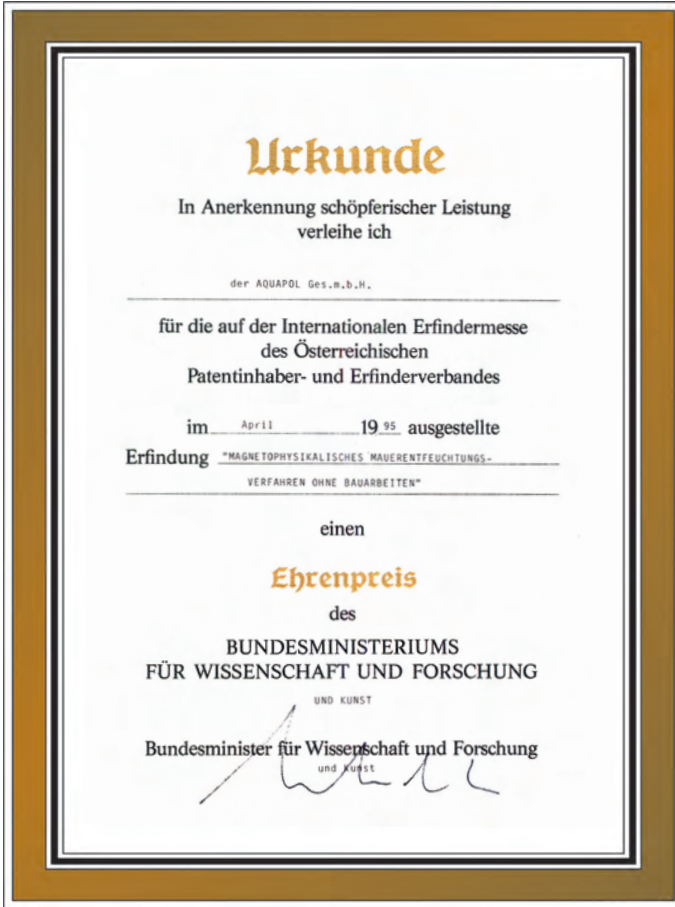 Urkunde
In Anerkennung schöpferischer Leistung
verleihe ich
der AQUAPOL Ges.m.b.H.
für die auf der Internationalen Erfindermesse
des Österreichischen
Patentinhaber- und Erfinderverbandes
im April 19 95 ausgestellte
Erfindung "MAGNETOPHYSIKALISCHES MAUERENTFEUCHTUNGS-
VERFAHREN OHNE BAUARBEITEN"
einen
Ehrenpreis
des
BUNDESMINISTERIUMS
FÜR WISSENSCHAFT UND FORSCHUNG
UND KUNST
Bundesminister für Wissenschaft und Forschung
und Kunst